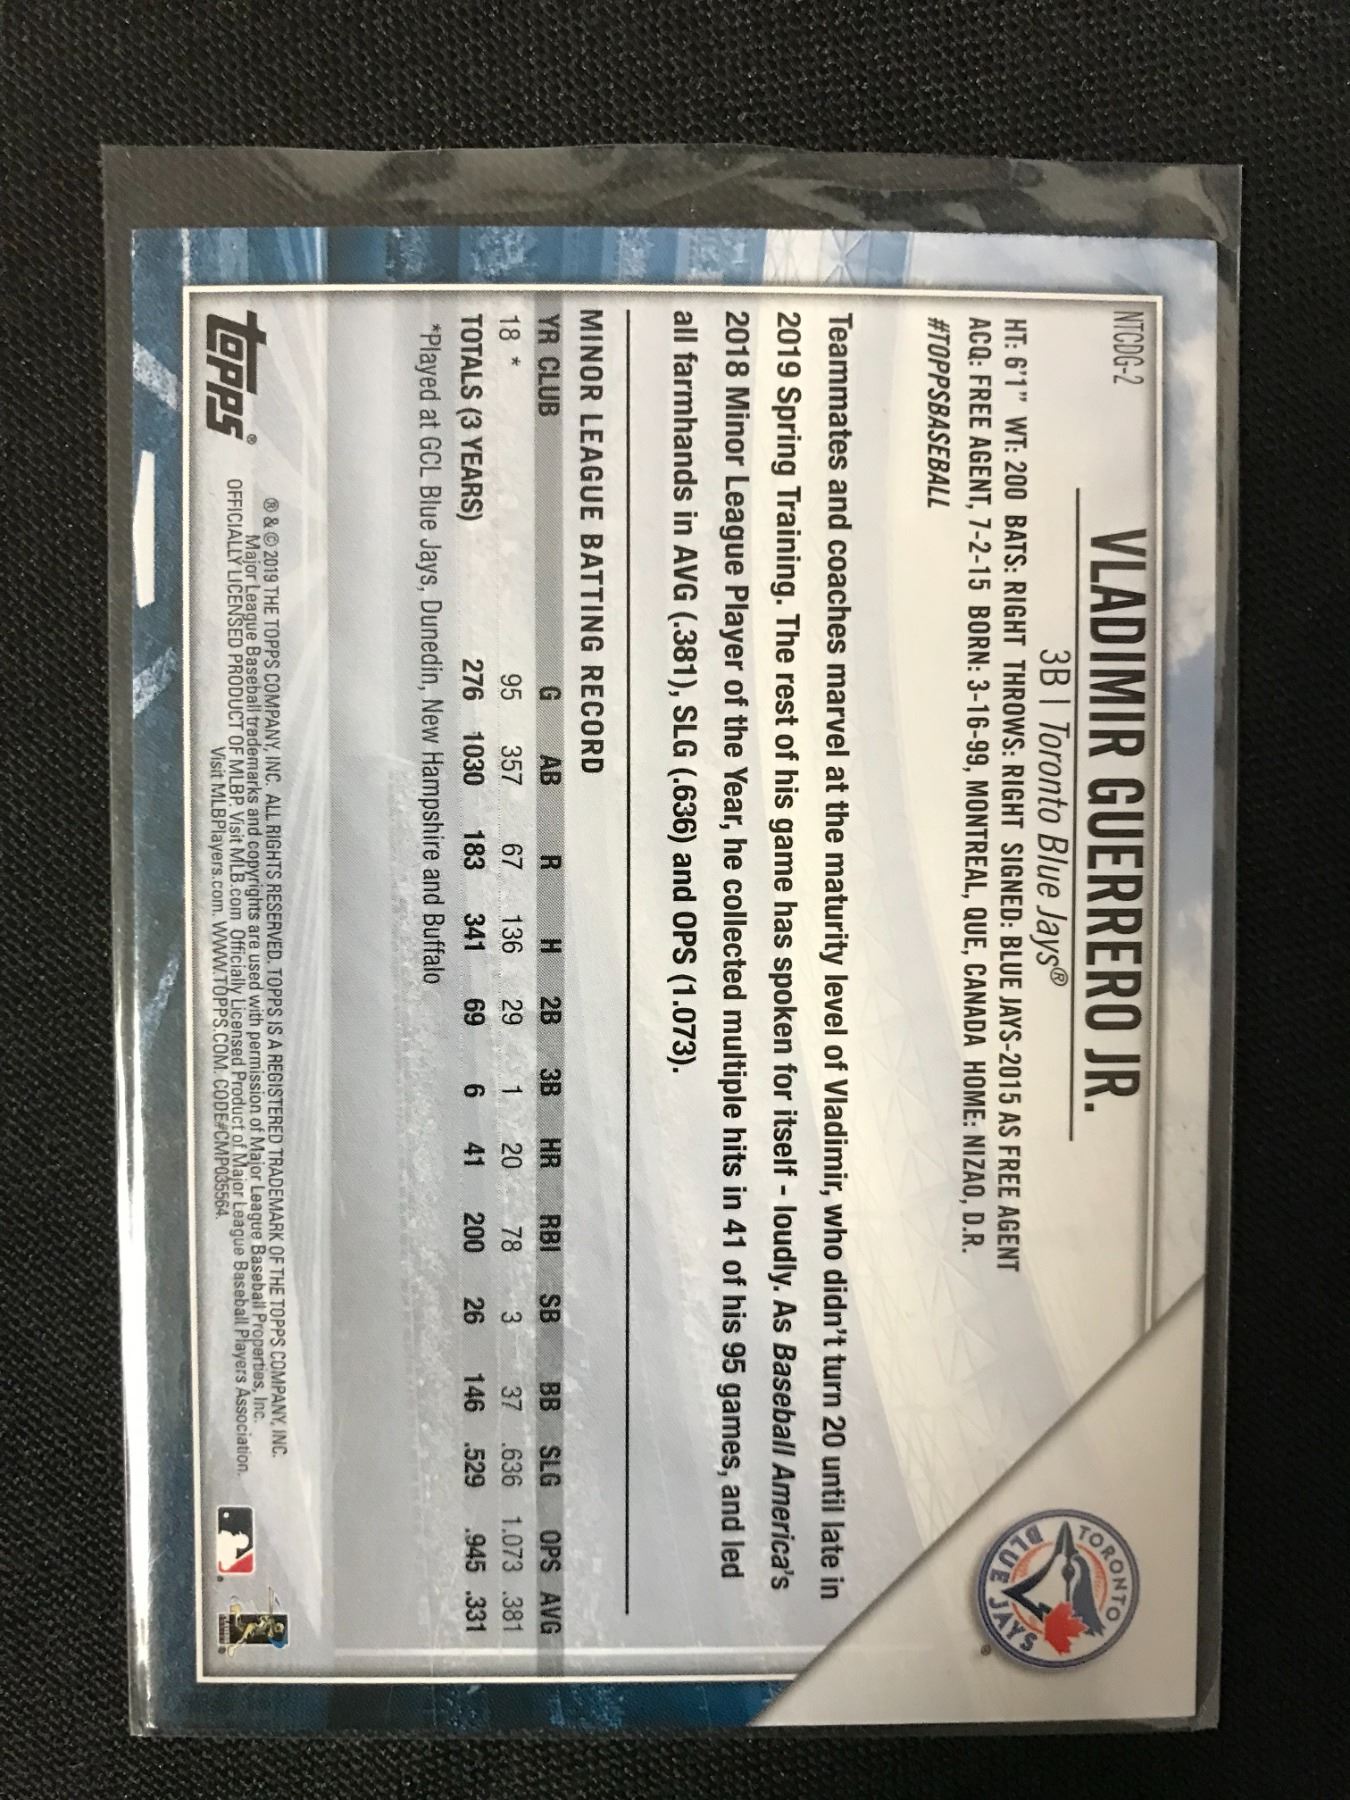 NTCDG-2
VLADIMIR GUERRERO JR.
3B | Toronto Blue Jays®
HT: 6'1" WT: 200 BATS: RIGHT THROWS: RIGHT SIGNED: BLUE JAYS-2015 AS FREE AGENT
ACQ: FREE AGENT, 7-2-15 BORN: 3-16-99, MONTREAL, QUE, CANADA HOME: NIZAO, D.R.
#TOPPSBASEBALL
TORONTO
BLUE JAYS
®
Teammates and coaches marvel at the maturity level of Vladimir, who didn't turn 20 until late in
2019 Spring Training. The rest of his game has spoken for itself - loudly. As Baseball America's
2018 Minor League Player of the Year, he collected multiple hits in 41 of his 95 games, and led
all farmhands in AVG (.381), SLG (.636) and OPS (1.073).
MINOR LEAGUE BATTING RECORD
YR CLUB G AB R H 2B 3B HR RBI SB BB SLG OPS AVG
18 * 95 357 67 136 29 1 20 78 3 37 .636 1.073 .381
TOTALS (3 YEARS) 276 1030 183 341 69 6 41 200 26 146 .529 .945 .331
*Played at GCL Blue Jays, Dunedin, New Hampshire and Buffalo
topps®
® & © 2019 THE TOPPS COMPANY, INC. ALL RIGHTS RESERVED. TOPPS IS A REGISTERED TRADEMARK OF THE TOPPS COMPANY, INC.
Major League Baseball trademarks and copyrights are used with permission of Major League Baseball Properties, Inc.
OFFICIALLY LICENSED PRODUCT OF MLBP. Visit MLB.com Officially Licensed Product of Major League Baseball Players Association.
Visit MLBPlayers.com. WWW.TOPPS.COM. CODE#CMP035564.